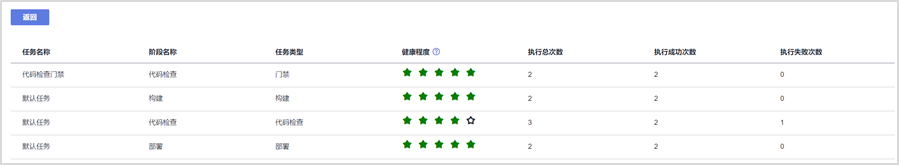 返回
任务名称 阶段名称 任务类型 健康程度 执行总次数 执行成功次数 执行失败次数
代码检查门禁 代码检查 门禁 2 2 0
默认任务 构建 构建 2 2 0
默认任务 代码检查 代码检查 3 2 1
默认任务 部署 部署 2 2 0